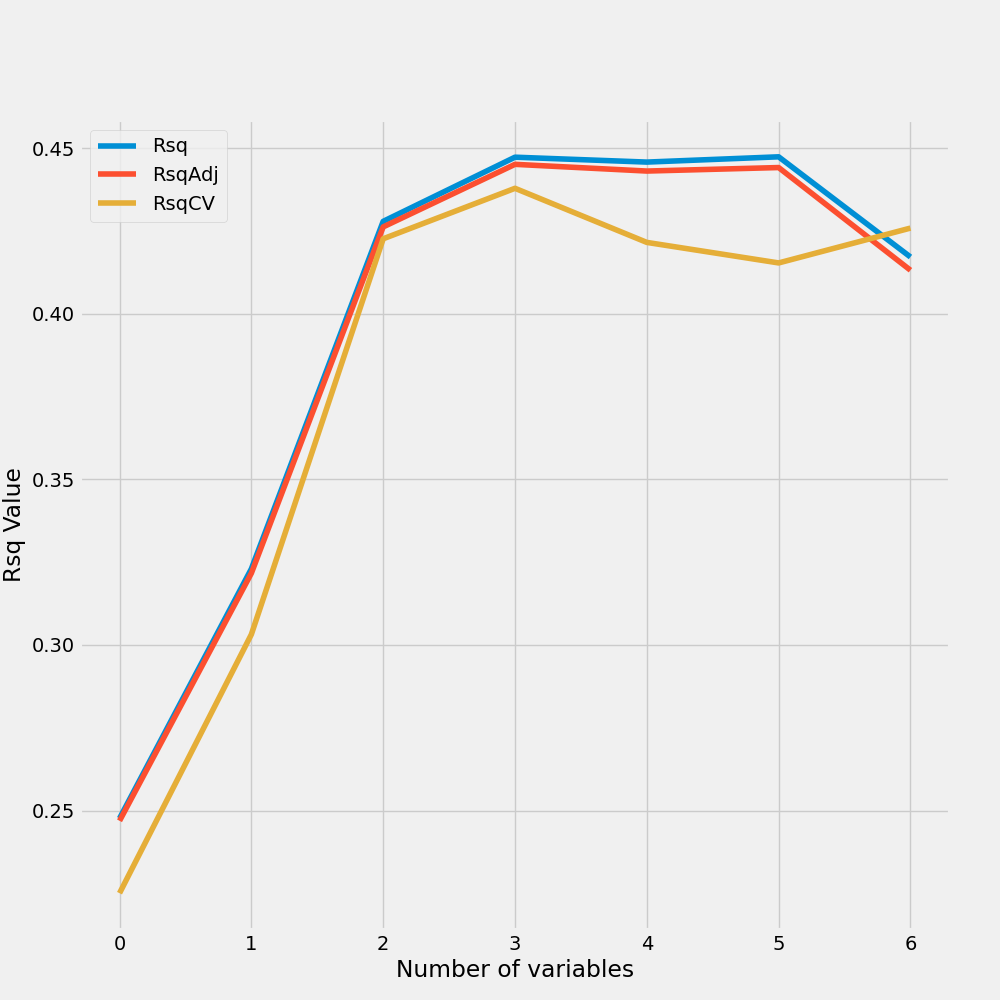 Rsq
RsqAdj
RsqCV
0.45
0.40
0.35
0.30
0.25
Rsq Value
0 1 2 3 4 5 6
Number of variables